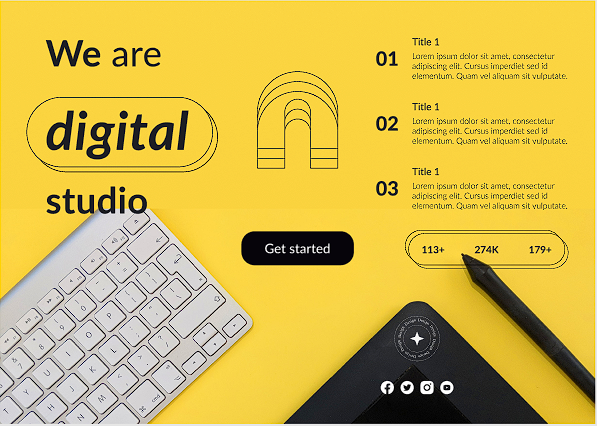 We are
digital
studio
Get started
01
Title 1
Lorem ipsum dolor sit amet, consectetur
adipiscing elit. Cursus imperdiet sed id
elementum. Quam vel aliquam sit vulputate.
02
Title 1
Lorem ipsum dolor sit amet, consectetur
adipiscing elit. Cursus imperdiet sed id
elementum. Quam vel aliquam sit vulputate.
03
Title 1
Lorem ipsum dolor sit amet, consectetur
adipiscing elit. Cursus imperdiet sed id
elementum. Quam vel aliquam sit vulputate.
113+ 274K 179+